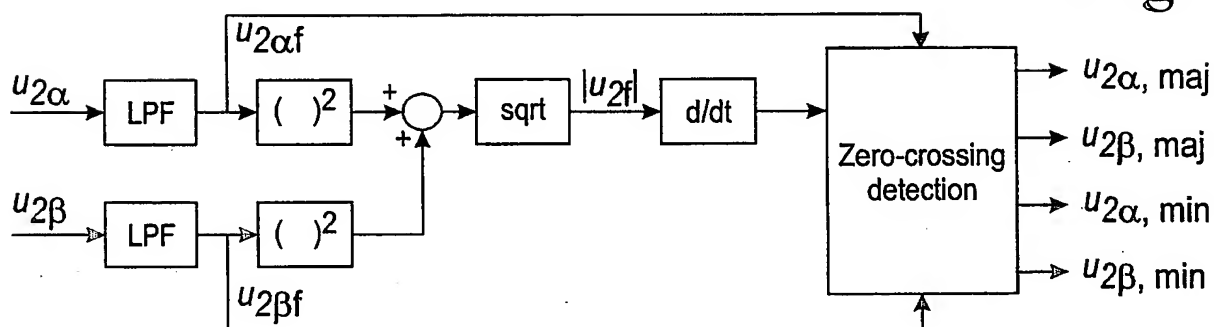 g
u2αf
u2α
LPF
( )²
+
+
sqrt
|u2f|
d/dt
Zero-crossing
detection
u2α, maj
u2β, maj
u2α, min
u2β, min
u2β
LPF
( )²
u2βf